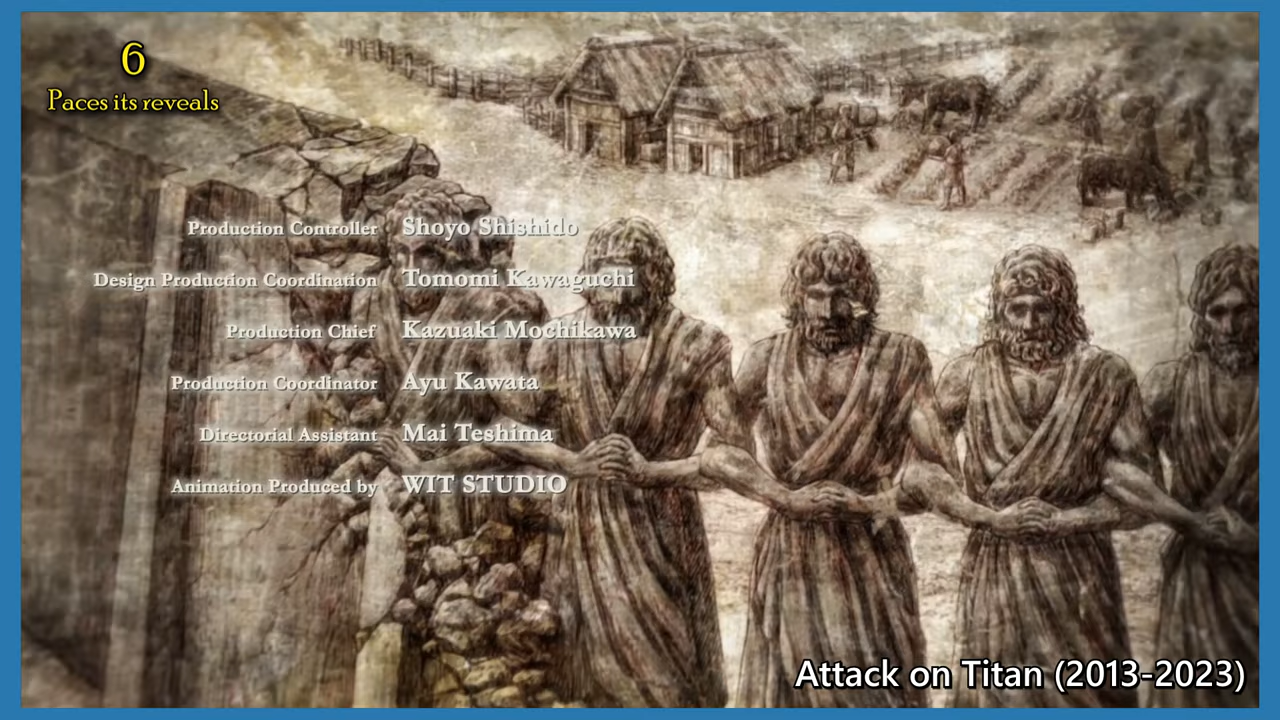 6
Paces its reveals
Production Controller Shoyo Shishido
Design Production Coordination Tomomi Kawaguchi
Production Chief Kazuaki Mochikawa
Production Coordinator Ayu Kawata
Directorial Assistant Mai Teshima
Animation Produced by WIT STUDIO
Attack on Titan (2013-2023)